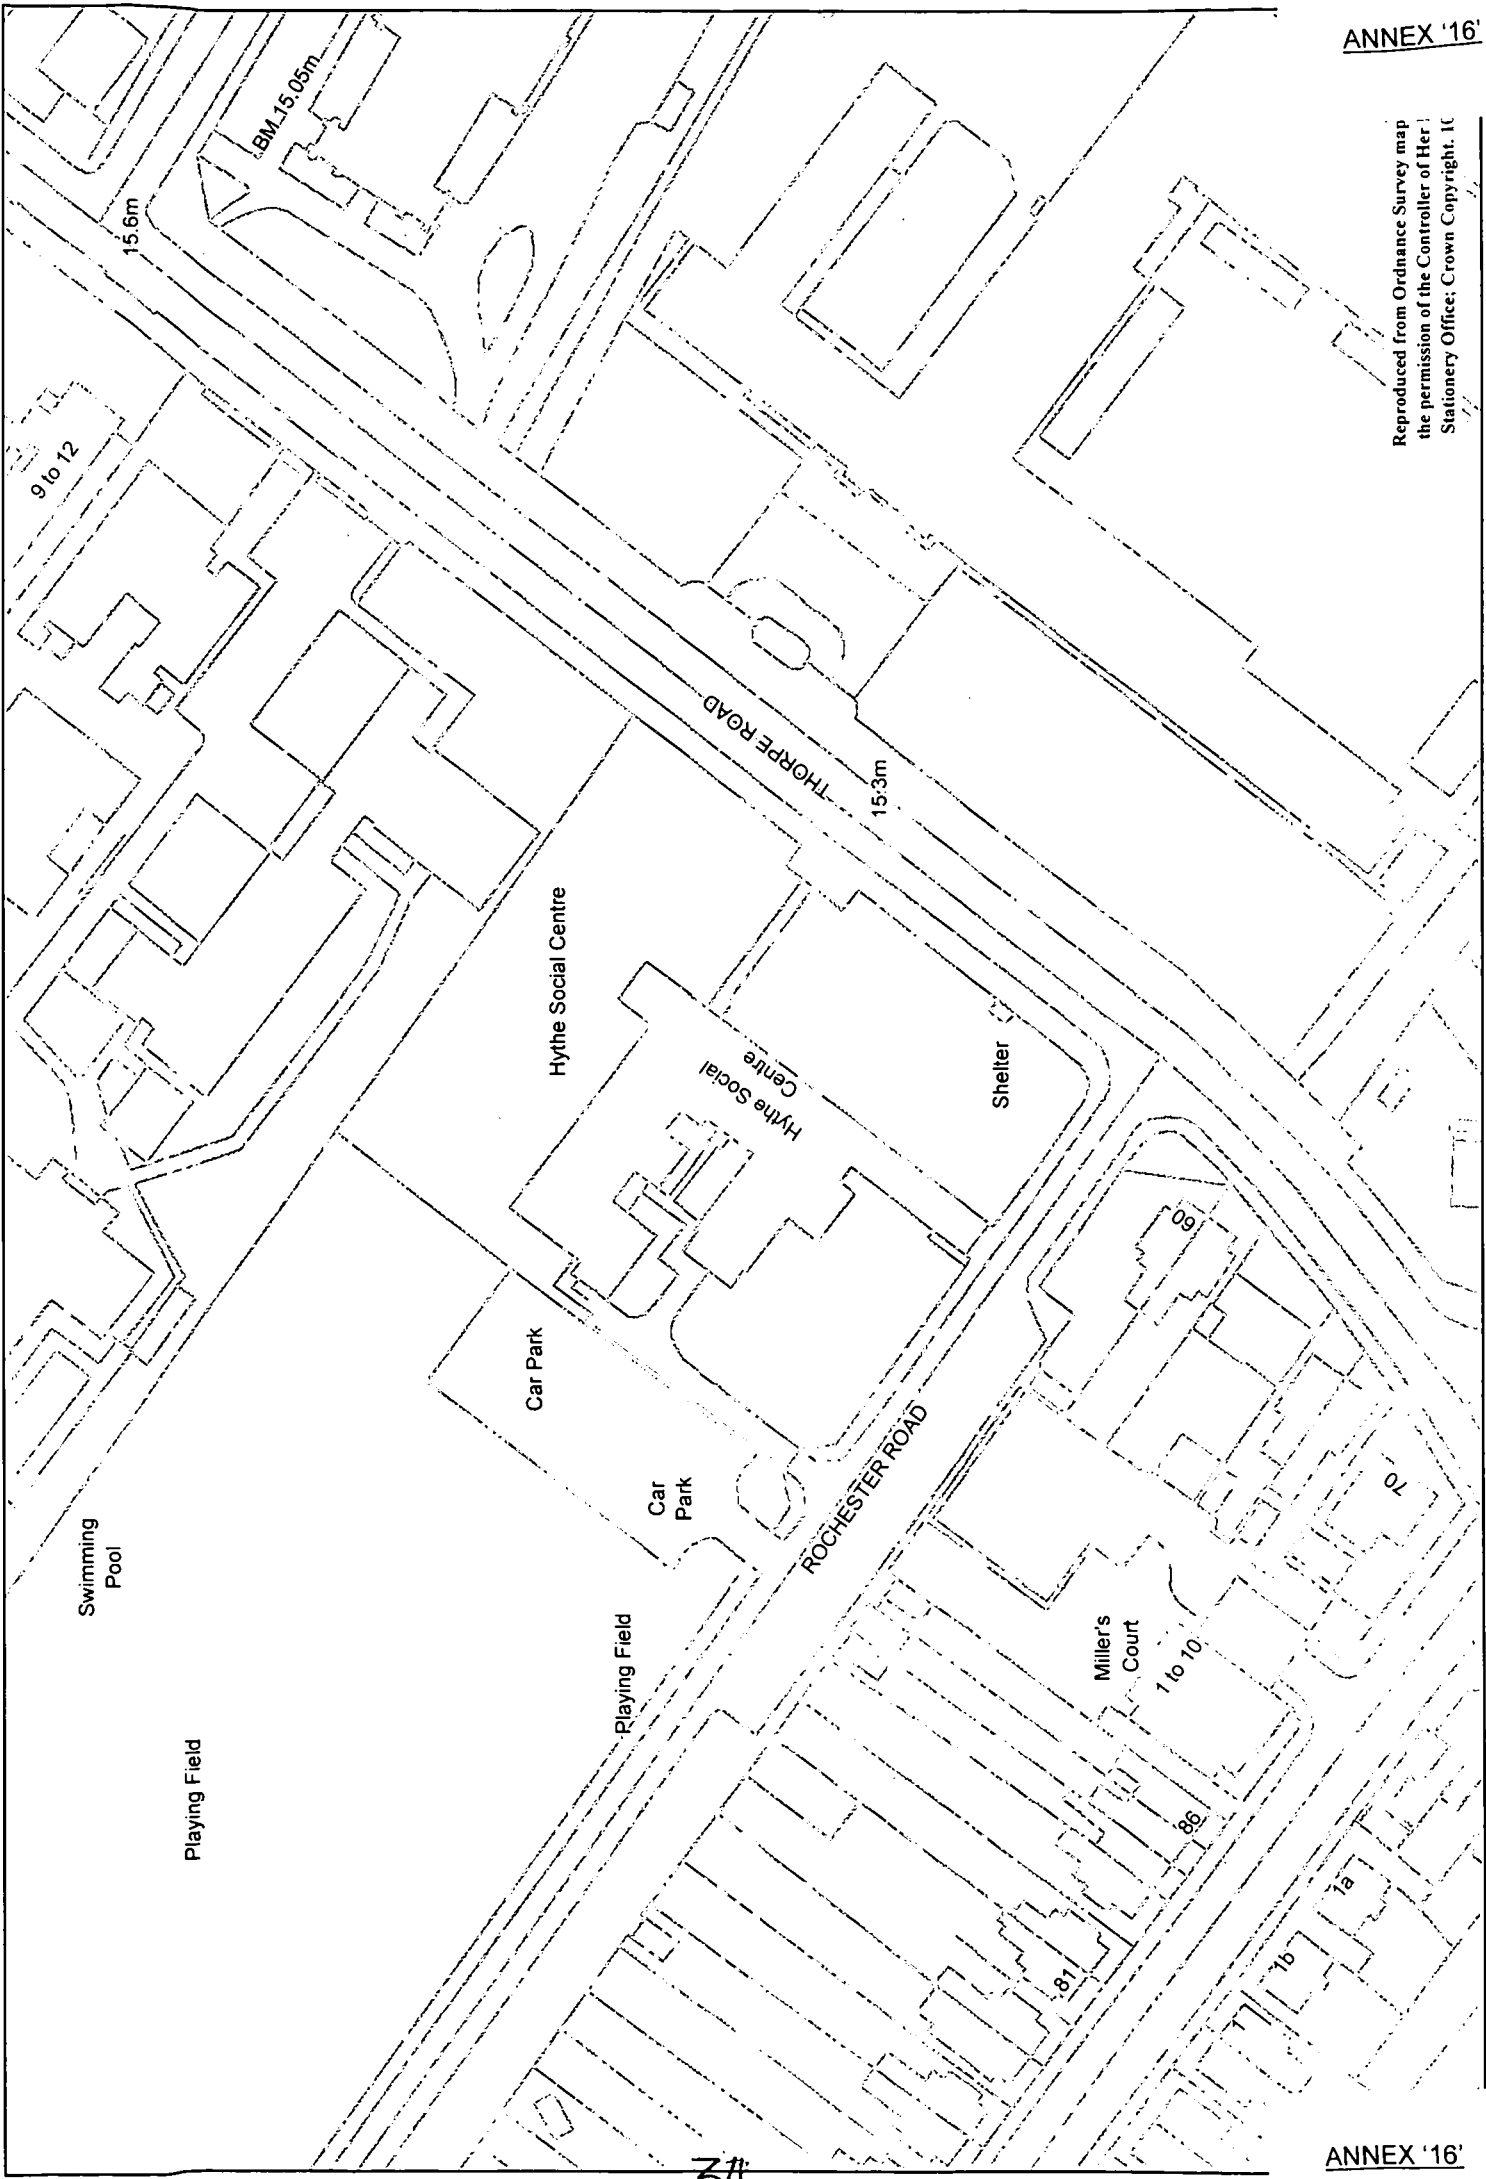 ANNEX '16'
Reproduced from Ordnance Survey map
the permission of the Controller of Her
Stationery Office; Crown Copyright.
BM 15.05m
15.6m
9 to 12
THORPE ROAD
15.3m
Hythe Social Centre
Hythe Social
Centre
Shelter
60
Car Park
Car
Park
ROCHESTER ROAD
70
Swimming
Pool
Playing Field
Playing Field
Miller's
Court
1 to 10
86
81
1a
1b
ANNEX '16'